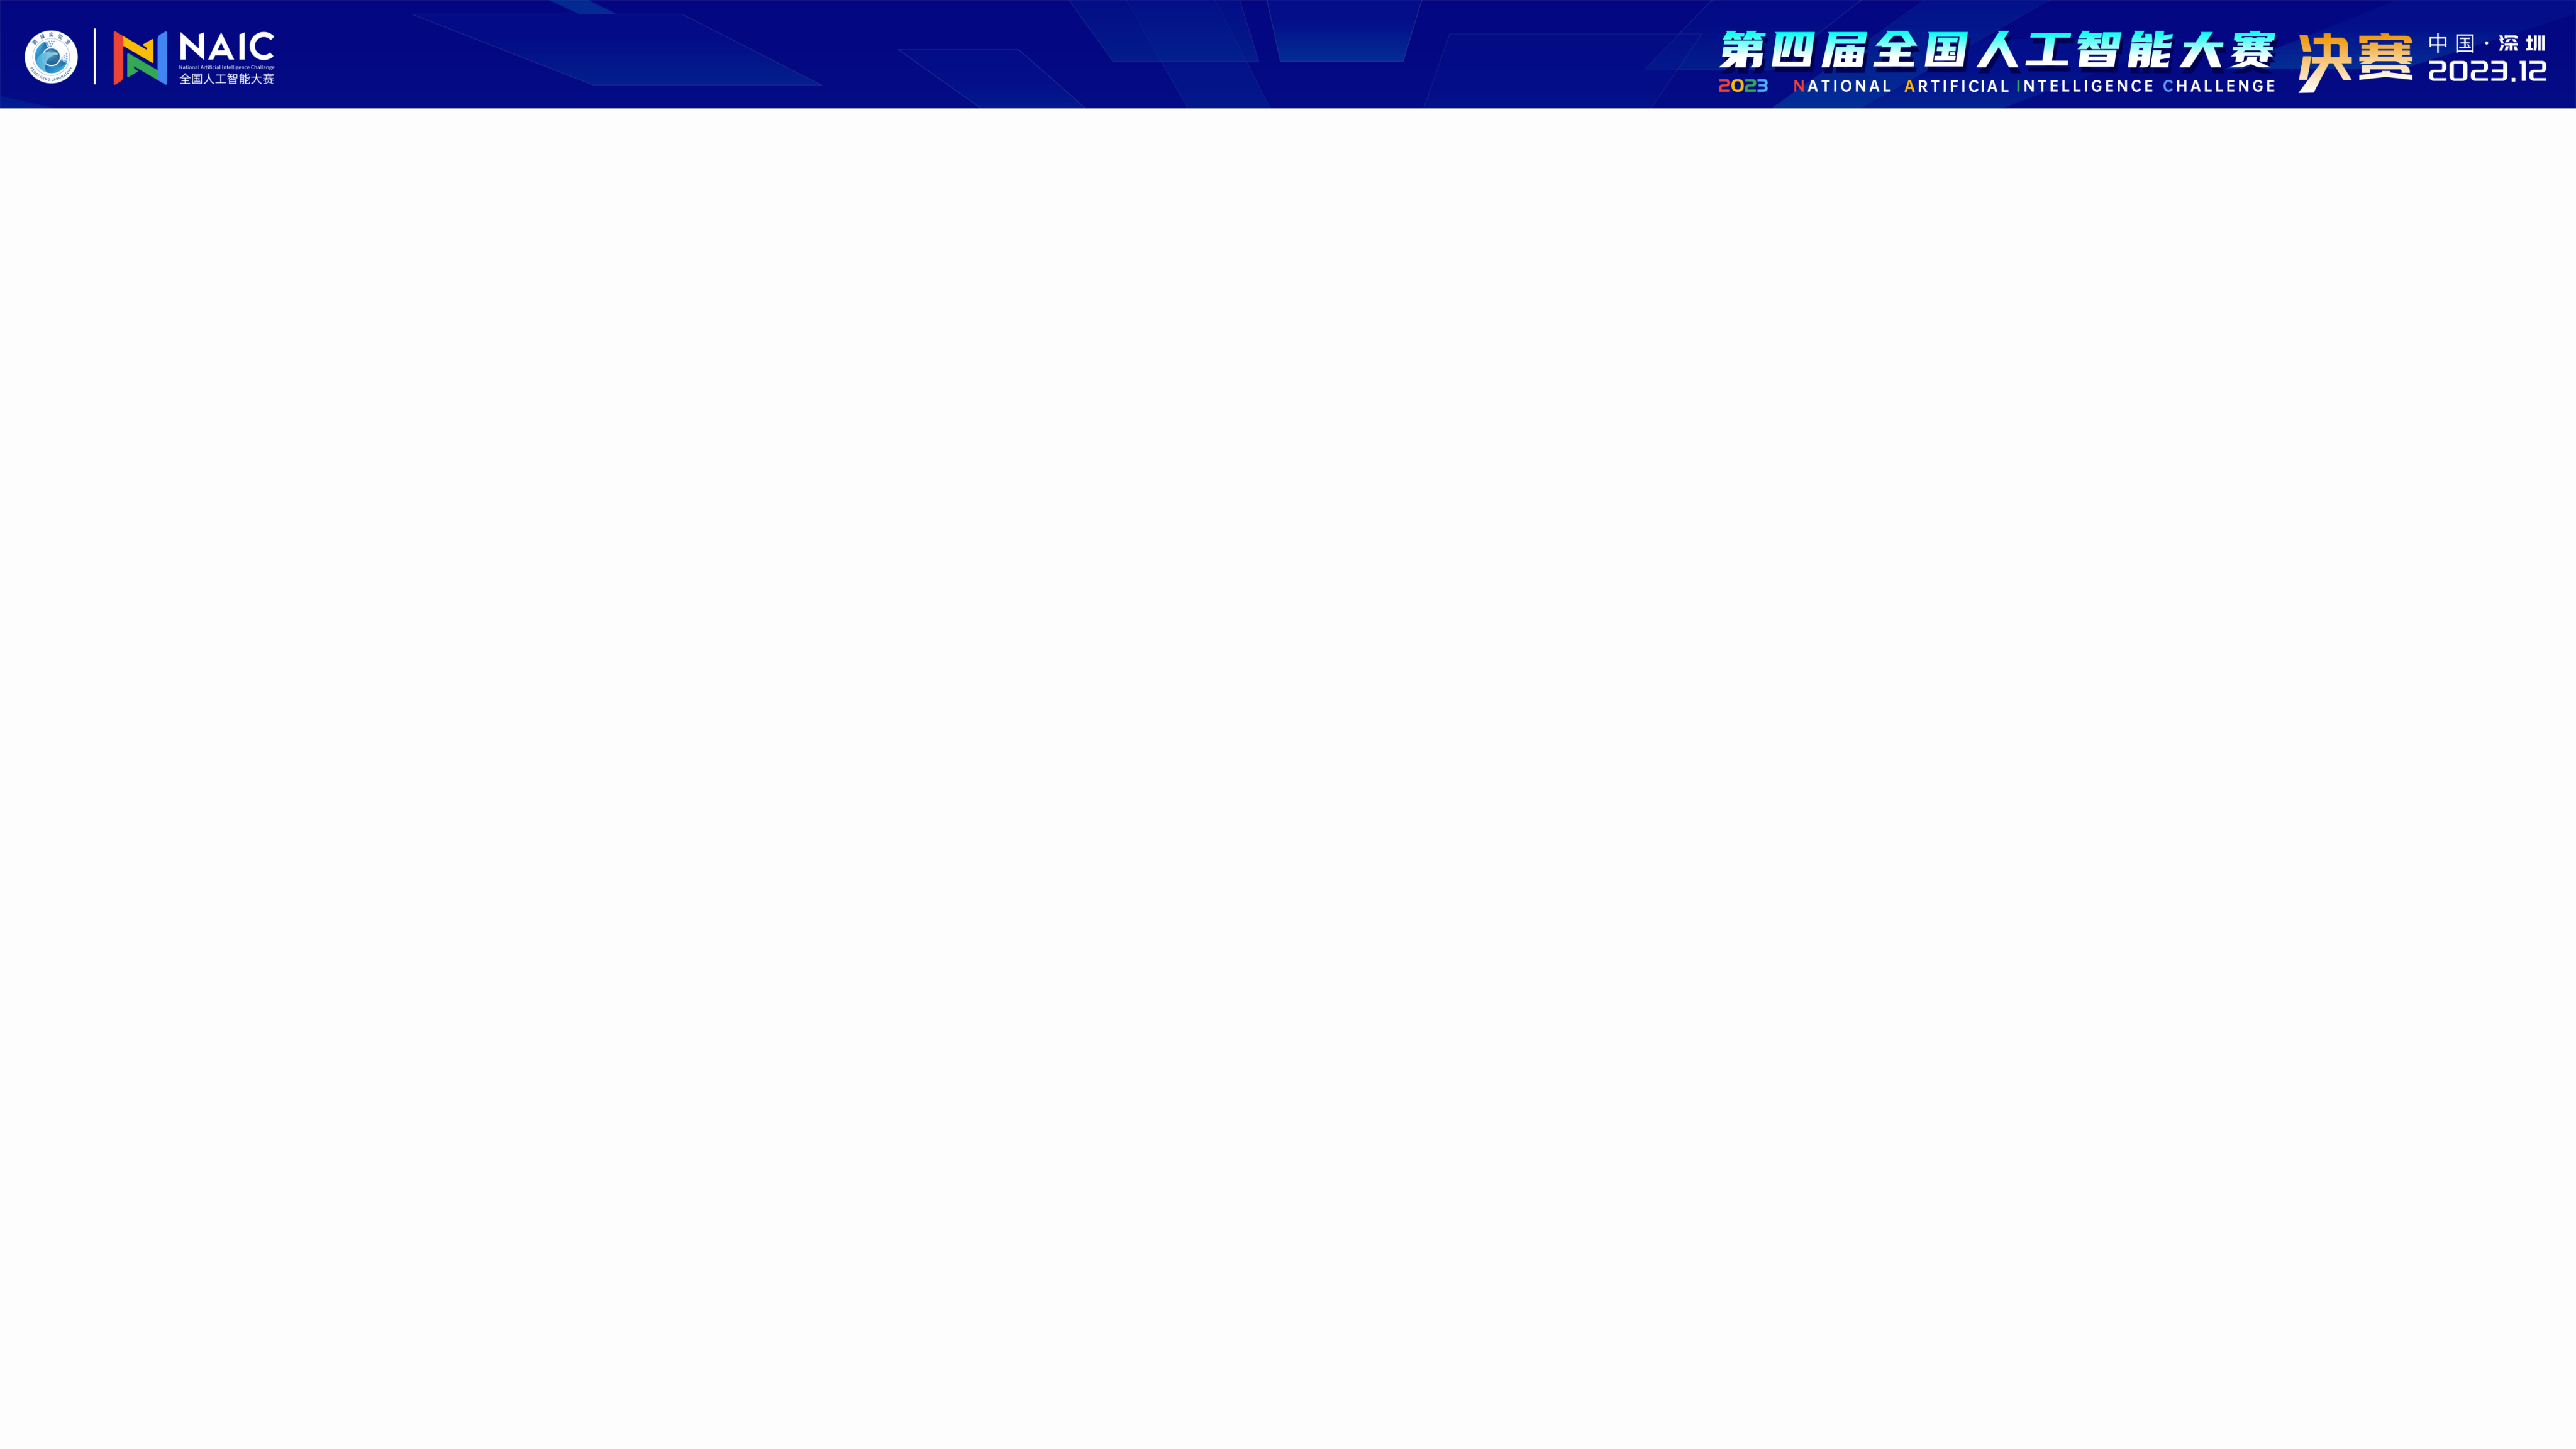 NAIC
National Artificial Intelligence Challenge
全国人工智能大赛
第四届全国人工智能大赛
2023 NATIONAL ARTIFICIAL INTELLIGENCE CHALLENGE
决赛
中国·深圳
2023.12